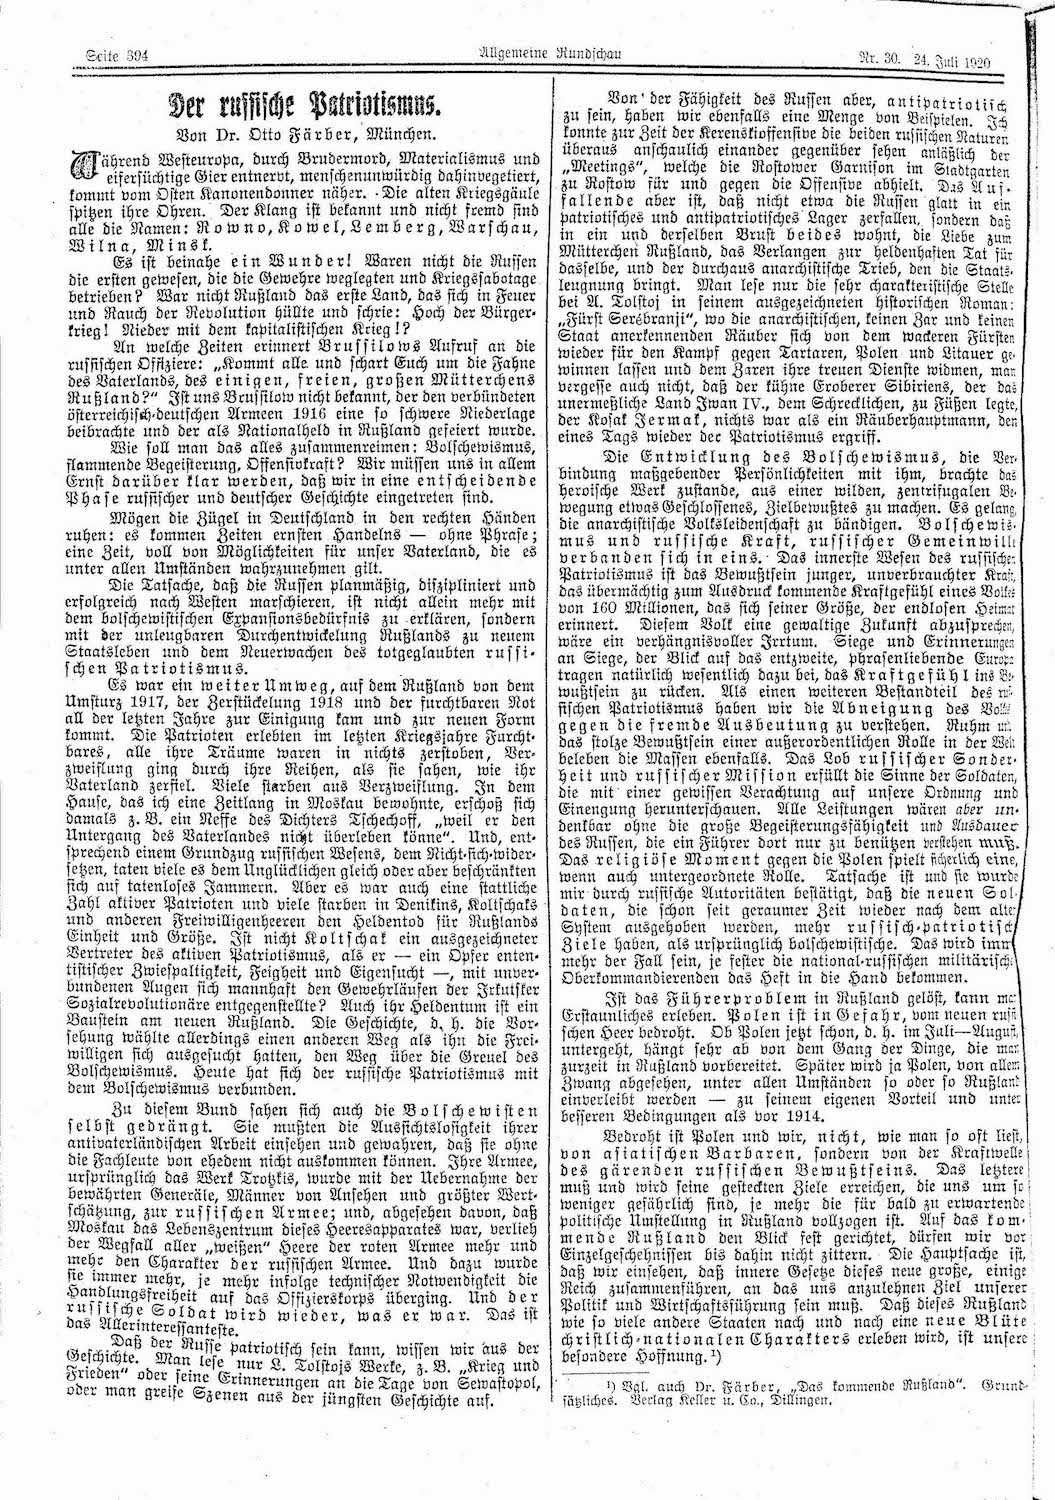 Seite 394
Allgemeine Rundschau
Nr. 30. 24. Juli 1920
Der russische Patriotismus.
Von Dr. Otto Färber, München.
Während Westeuropa, durch Brudermord, Materialismus und
eifersüchtige Gier entnervt, menschenunwürdig dahinvegetiert,
kommt vom Osten Kanonendonner näher. Die alten Kriegsgäule
spitzen ihre Ohren. Der Klang ist bekannt und nicht fremd sind
alle die Namen: Rowno, Kowel, Lemberg, Warschau,
Wilna, Minsk.
Es ist beinahe ein Wunder! Waren nicht die Russen
die ersten gewesen, die die Gewehre weglegten und Kriegssabotage
betrieben? War nicht Rußland das erste Land, das sich in Feuer
und Rauch der Revolution hüllte und schrie: Hoch der Bürger-
krieg! Nieder mit dem kapitalistischen Krieg!?
An welche Zeiten erinnert Brussilows Aufruf an die
russischen Offiziere: „Kommt alle und schart Euch um die Fahne
des Vaterlands, des einigen, freien, großen Mütterchens
Rußland?" Ist uns Brussilow nicht bekannt, der den verbündeten
österreichisch-deutschen Armeen 1916 eine so schwere Niederlage
beibrachte und der als Nationalheld in Rußland gefeiert wurde.
Wie soll man das alles zusammenreimen: Bolschewismus,
flammende Begeisterung, Offensivkraft? Wir müssen uns in allem
Ernst darüber klar werden, daß wir in eine entscheidende
Phase russischer und deutscher Geschichte eingetreten sind.
Mögen die Zügel in Deutschland in den rechten Händen
ruhen: es kommen Zeiten ernsten Handelns — ohne Phrase;
eine Zeit, voll von Möglichkeiten für unser Vaterland, die es
unter allen Umständen wahrzunehmen gilt.
Die Tatsache, daß die Russen planmäßig, diszipliniert und
erfolgreich nach Westen marschieren, ist nicht allein mehr mit
dem bolschewistischen Expansionsbedürfnis zu erklären, sondern
mit der unleugbaren Durchentwickelung Rußlands zu neuem
Staatsleben und dem Neuerwachen des totgeglaubten russi-
schen Patriotismus.
Es war ein weiter Umweg, auf dem Rußland von dem
Umsturz 1917, der Zerstückelung 1918 und der furchtbaren Not
all der letzten Jahre zur Einigung kam und zur neuen Form
kommt. Die Patrioten erlebten im letzten Kriegsjahre Furcht-
bares, alle ihre Träume waren in nichts zerstoben, Ver-
zweiflung ging durch ihre Reihen, als sie sahen, wie ihr
Vaterland zerfiel. Viele starben aus Verzweiflung. In dem
Hause, das ich eine Zeitlang in Moskau bewohnte, erschoß sich
damals z. B. ein Neffe des Dichters Tschechoff, „weil er den
Untergang des Vaterlandes nicht überleben könne". Und, ent-
sprechend einem Grundzug russischen Wesens, dem Nicht-sich-wider-
setzen, taten viele es dem Unglücklichen gleich oder aber beschränkten
sich auf tatenloses Jammern. Aber es war auch eine stattliche
Zahl aktiver Patrioten und viele starben in Denikins, Koltschaks
und anderen Freiwilligenheeren den Heldentod für Rußlands
Einheit und Größe. Ist nicht Koltschak ein ausgezeichneter
Vertreter des aktiven Patriotismus, als er — ein Opfer enten-
tistischer Zwiespaltigkeit, Feigheit und Eigensucht —, mit unver-
bundenen Augen sich mannhaft den Gewehrläufen der Irkutsker
Sozialrevolutionäre entgegenstellte? Auch ihr Heldentum ist ein
Baustein am neuen Rußland. Die Geschichte, d. h. die Vor-
sehung wählte allerdings einen anderen Weg als ihn die Frei-
willigen sich ausgesucht hatten, den Weg über die Greuel des
Bolschewismus. Heute hat sich der russische Patriotismus mit
dem Bolschewismus verbunden.
Zu diesem Bund sahen sich auch die Bolschewisten
selbst gedrängt. Sie mußten die Aussichtslosigkeit ihrer
antivaterländischen Arbeit einsehen und gewahren, daß sie ohne
die Fachleute von ehedem nicht auskommen können. Ihre Armee,
ursprünglich das Werk Trotzkis, wurde mit der Uebernahme der
bewährten Generäle, Männer von Ansehen und größter Wert-
schätzung, zur russischen Armee; und, abgesehen davon, daß
Moskau das Lebenszentrum dieses Heeresapparates war, verlieh
der Wegfall aller „weißen" Heere der roten Armee mehr und
mehr den Charakter der russischen Armee. Und dazu wurde
sie immer mehr, je mehr infolge technischer Notwendigkeit die
Handlungsfreiheit auf das Offizierskorps überging. Und der
russische Soldat wird wieder, was er war. Das ist
das Allerinteressanteste.
Daß der Russe patriotisch sein kann, wissen wir aus der
Geschichte. Man lese nur L. Tolstojs Werke, z. B. „Krieg und
Frieden" oder seine Erinnerungen an die Tage von Sewastopol,
oder man greife Szenen aus der jüngsten Geschichte auf.
Von der Fähigkeit des Russen aber, antipatriotisch
zu sein, haben wir ebenfalls eine Menge von Beispielen. Ich
konnte zur Zeit der Kerenskioffensive die beiden russischen Naturen
überaus anschaulich einander gegenüber sehen anläßlich der
„Meetings", welche die Rostower Garnison im Stadtgarten
zu Rostow für und gegen die Offensive abhielt. Das Auf-
fallende aber ist, daß nicht etwa die Russen glatt in ein
patriotisches und antipatriotisches Lager zerfallen, sondern daß
in ein und derselben Brust beides wohnt, die Liebe zum
Mütterchen Rußland, das Verlangen zur heldenhaften Tat für
dasselbe, und der durchaus anarchistische Trieb, den die Staats-
leugnung bringt. Man lese nur die sehr charakteristische Stelle
bei A. Tolstoj in seinem ausgezeichneten historischen Roman:
„Fürst Serebranji", wo die anarchistischen, keinen Zar und keinen
Staat anerkennenden Räuber sich von dem wackeren Fürsten
wieder für den Kampf gegen Tartaren, Polen und Litauer ge-
winnen lassen und dem Zaren ihre treuen Dienste widmen, man
vergesse auch nicht, daß der kühne Eroberer Sibiriens, der das
unermeßliche Land Iwan IV., dem Schrecklichen, zu Füßen legte,
der Kosak Jermak, nichts war als ein Räuberhauptmann, den
eines Tags wieder der Patriotismus ergriff.
Die Entwicklung des Bolschewismus, die Ver-
bindung maßgebender Persönlichkeiten mit ihm, brachte das
heroische Werk zustande, aus einer wilden, zentrifugalen Be-
wegung etwas Geschlossenes, Zielbewußtes zu machen. Es gelang,
die anarchistische Volksleidenschaft zu bändigen. Bolschewis-
mus und russische Kraft, russischer Gemeinwille
verbanden sich in eins. Das innerste Wesen des russischen
Patriotismus ist das Bewußtsein junger, unverbrauchter Kraft,
das übermächtig zum Ausdruck kommende Kraftgefühl eines Volkes
von 160 Millionen, das sich seiner Größe, der endlosen Heimat
erinnert. Diesem Volk eine gewaltige Zukunft abzusprechen,
wäre ein verhängnisvoller Irrtum. Siege und Erinnerungen
an Siege, der Blick auf das entzweite, phrasenliebende Europa
tragen natürlich wesentlich dazu bei, das Kraftgefühl ins Be-
wußtsein zu rücken. Als einen weiteren Bestandteil des rus-
sischen Patriotismus haben wir die Abneigung des Volkes
gegen die fremde Ausbeutung zu verstehen. Ruhm und
das stolze Bewußtsein einer außerordentlichen Rolle in der Welt
beleben die Massen ebenfalls. Das Lob russischer Sonder-
heit und russischer Mission erfüllt die Sinne der Soldaten,
die mit einer gewissen Verachtung auf unsere Ordnung und
Einengung herunterschauen. Alle Leistungen wären aber un-
denkbar ohne die große Begeisterungsfähigkeit und Ausdauer
des Russen, die ein Führer dort nur zu benützen verstehen muß.
Das religiöse Moment gegen die Polen spielt sicherlich eine,
wenn auch untergeordnete Rolle. Tatsache ist und sie wurde
mir durch russische Autoritäten bestätigt, daß die neuen Sol-
daten, die schon seit geraumer Zeit wieder nach dem alten
System ausgehoben werden, mehr russisch-patriotische
Ziele haben, als ursprünglich bolschewistische. Das wird imm
mehr der Fall sein, je fester die national-russischen militärisch
Oberkommandierenden das Heft in die Hand bekommen.
Ist das Führerproblem in Rußland gelöst, kann man
Erstaunliches erleben. Polen ist in Gefahr, vom neuen russi-
schen Heer bedroht. Ob Polen jetzt schon, d. h. im Juli—August,
untergeht, hängt sehr ab von dem Gang der Dinge, die man
zurzeit in Rußland vorbereitet. Später wird ja Polen, von allem
Zwang abgesehen, unter allen Umständen so oder so Rußland
einverleibt werden — zu seinem eigenen Vorteil und unter
besseren Bedingungen als vor 1914.
Bedroht ist Polen und wir, nicht, wie man so oft liest,
von asiatischen Barbaren, sondern von der Kraftwelle
des gärenden russischen Bewußtseins. Das letztere
muß und wird seine gesteckten Ziele erreichen, die uns um so
weniger gefährlich sind, je mehr die für bald zu erwartende
politische Umstellung in Rußland vollzogen ist. Auf das kom-
mende Rußland den Blick fest gerichtet, dürfen wir vor
Einzelgeschehnissen bis dahin nicht zittern. Die Hauptsache ist,
daß wir einsehen, daß innere Gesetze dieses neue große, einige
Reich zusammenführen, an das uns anzulehnen Ziel unserer
Politik und Wirtschaftsführung sein muß. Daß dieses Rußland
wie so viele andere Staaten nach und nach eine neue Blüte
christlich-nationalen Charakters erleben wird, ist unsere
besondere Hoffnung.¹)
¹) Vgl. auch Dr. Färber, „Das kommende Rußland". Grund-
sätzliches. Verlag Keller u. Co., Dillingen.